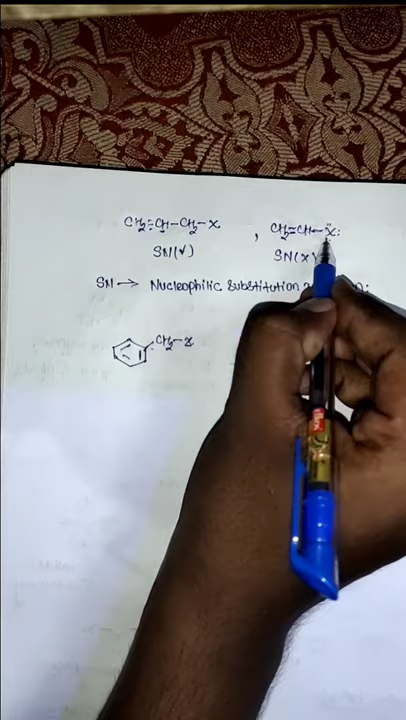 CH₂=CH-CH₂-X , CH₂=CH-Ẍ:
SN(✓) SN(x)
SN → Nucleophilic Substitution
CH₂-X